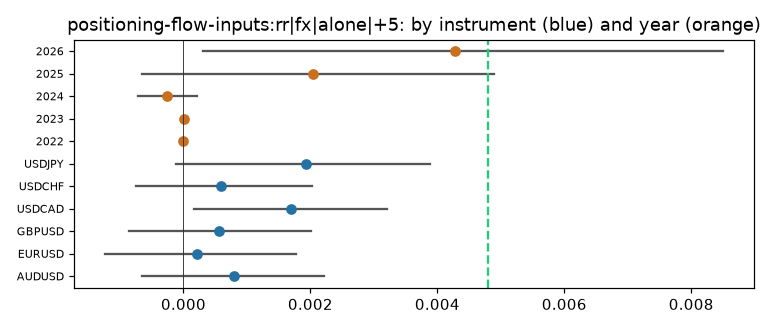 positioning-flow-inputs:rr|fx|alone|+5: by instrument (blue) and year (orange)
2026
2025
2024
2023
2022
USDJPY
USDCHF
USDCAD
GBPUSD
EURUSD
AUDUSD
0.000 0.002 0.004 0.006 0.008